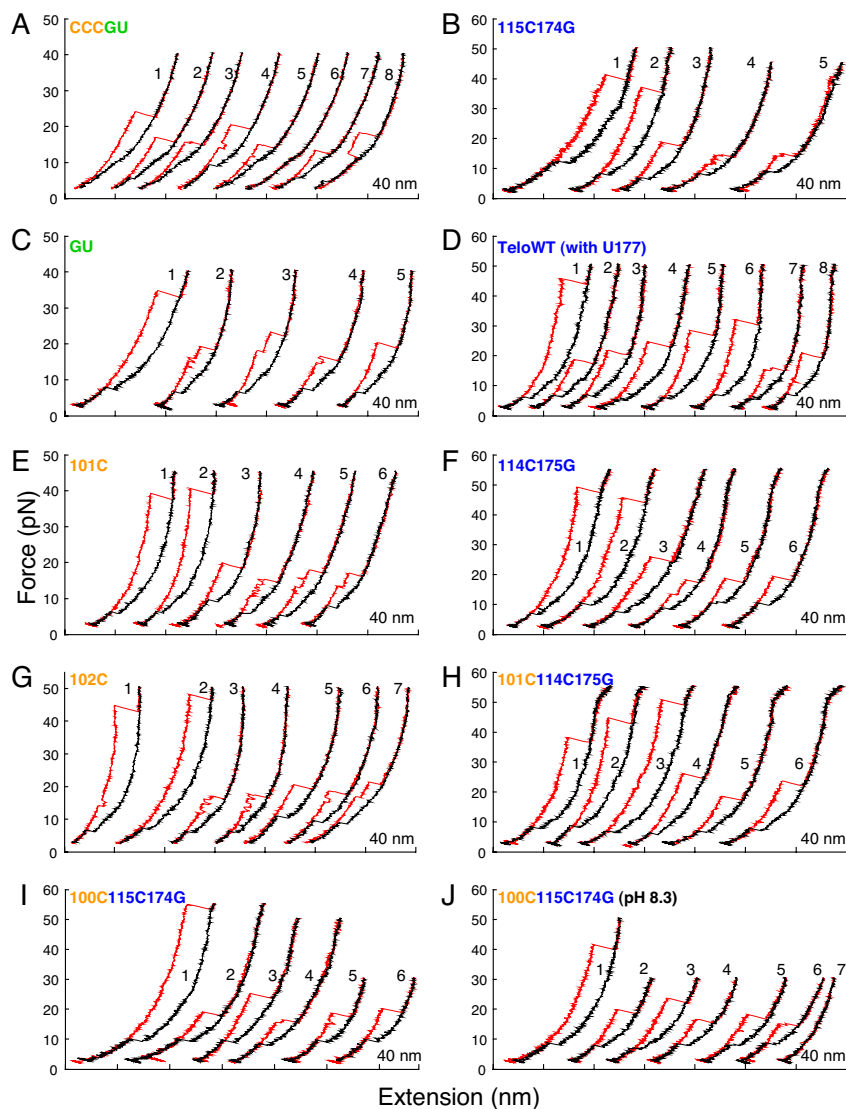 A CCCGU
50 40 30 20 10 0
1 2 3 4 5 6 7 8
40 nm
B 115C174G
60 50 40 30 20 10 0
1 2 3 4 5
40 nm
C GU
50 40 30 20 10 0
1 2 3 4 5
40 nm
D TeloWT (with U177)
60 50 40 30 20 10 0
1 2 3 4 5 6 7 8
40 nm
E 101C
50 40 30 20 10 0
1 2 3 4 5 6
40 nm
F 114C175G
60 50 40 30 20 10 0
1 2 3 4 5 6
40 nm
G 102C
50 40 30 20 10 0
1 2 3 4 5 6 7
40 nm
H 101C114C175G
60 50 40 30 20 10 0
1 2 3 4 5 6
40 nm
I 100C115C174G
60 50 40 30 20 10 0
1 2 3 4 5 6
40 nm
J 100C115C174G (pH 8.3)
60 50 40 30 20 10 0
1 2 3 4 5 6 7
40 nm
Force (pN)
Extension (nm)